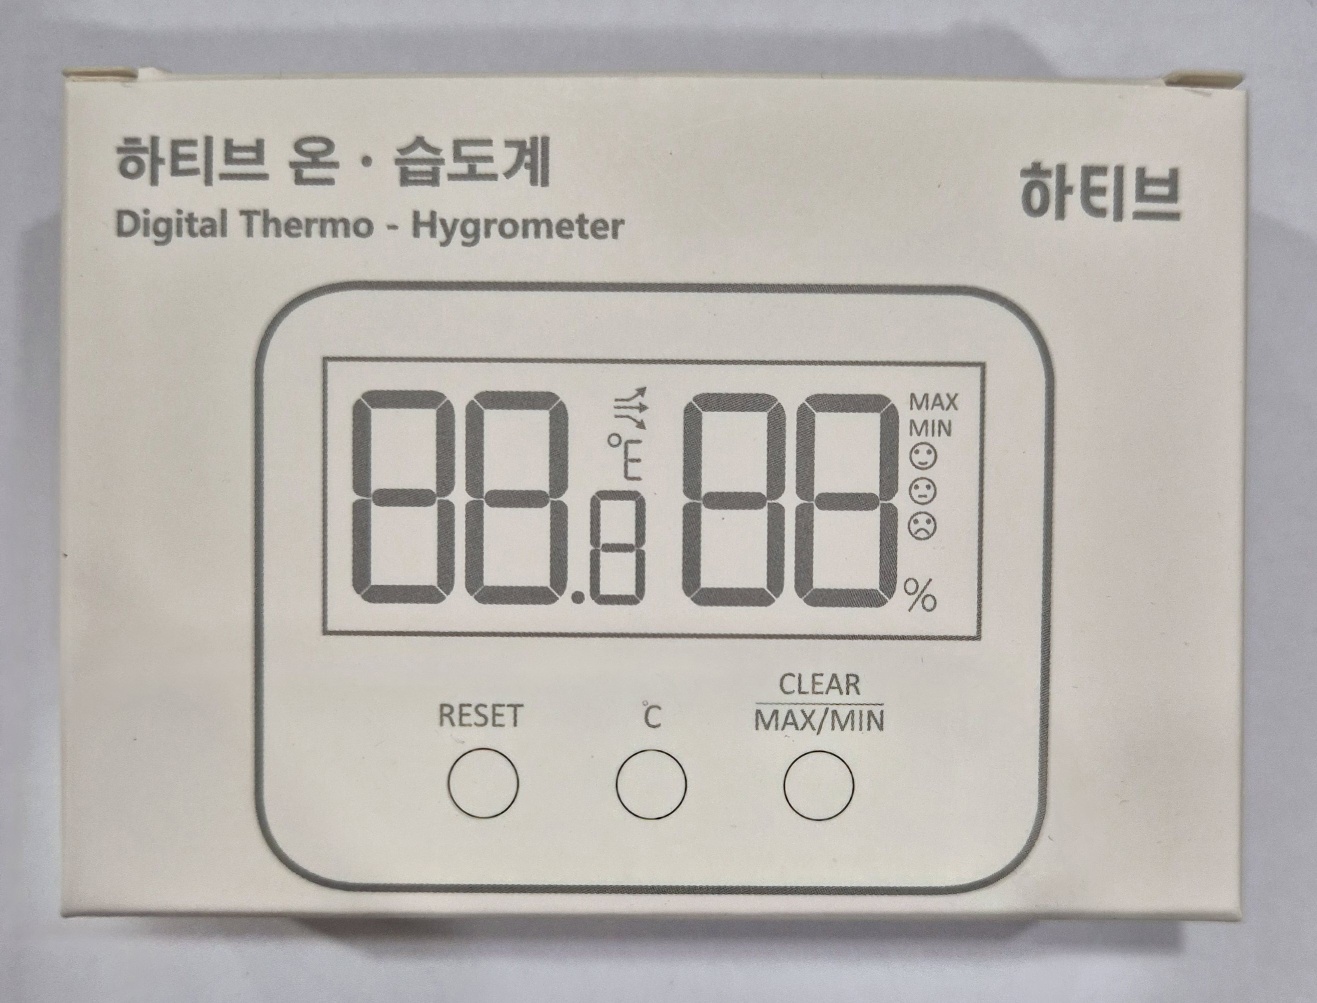 하티브 온 · 습도계
Digital Thermo - Hygrometer
하티브
88.8 88
°E
MAX
MIN
%
RESET
℃
CLEAR
MAX/MIN